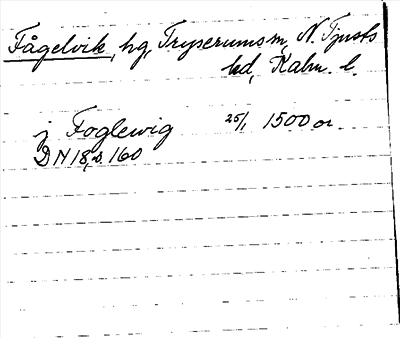 Fågelvik, hg, Tryserums sn, N. Tjusts
hd, Kalm. l.
j Foglewig 25/1 1500 or.
DN 18, s. 160